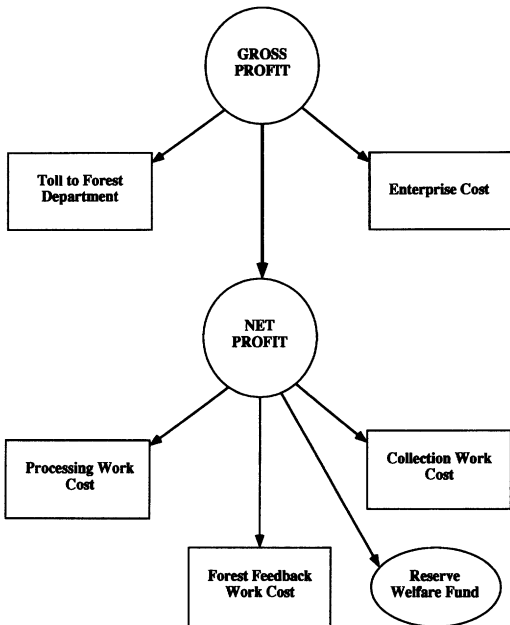 GROSS
PROFIT
Toll to Forest
Department
Enterprise Cost
NET
PROFIT
Processing Work
Cost
Collection Work
Cost
Forest Feedback
Work Cost
Reserve
Welfare Fund